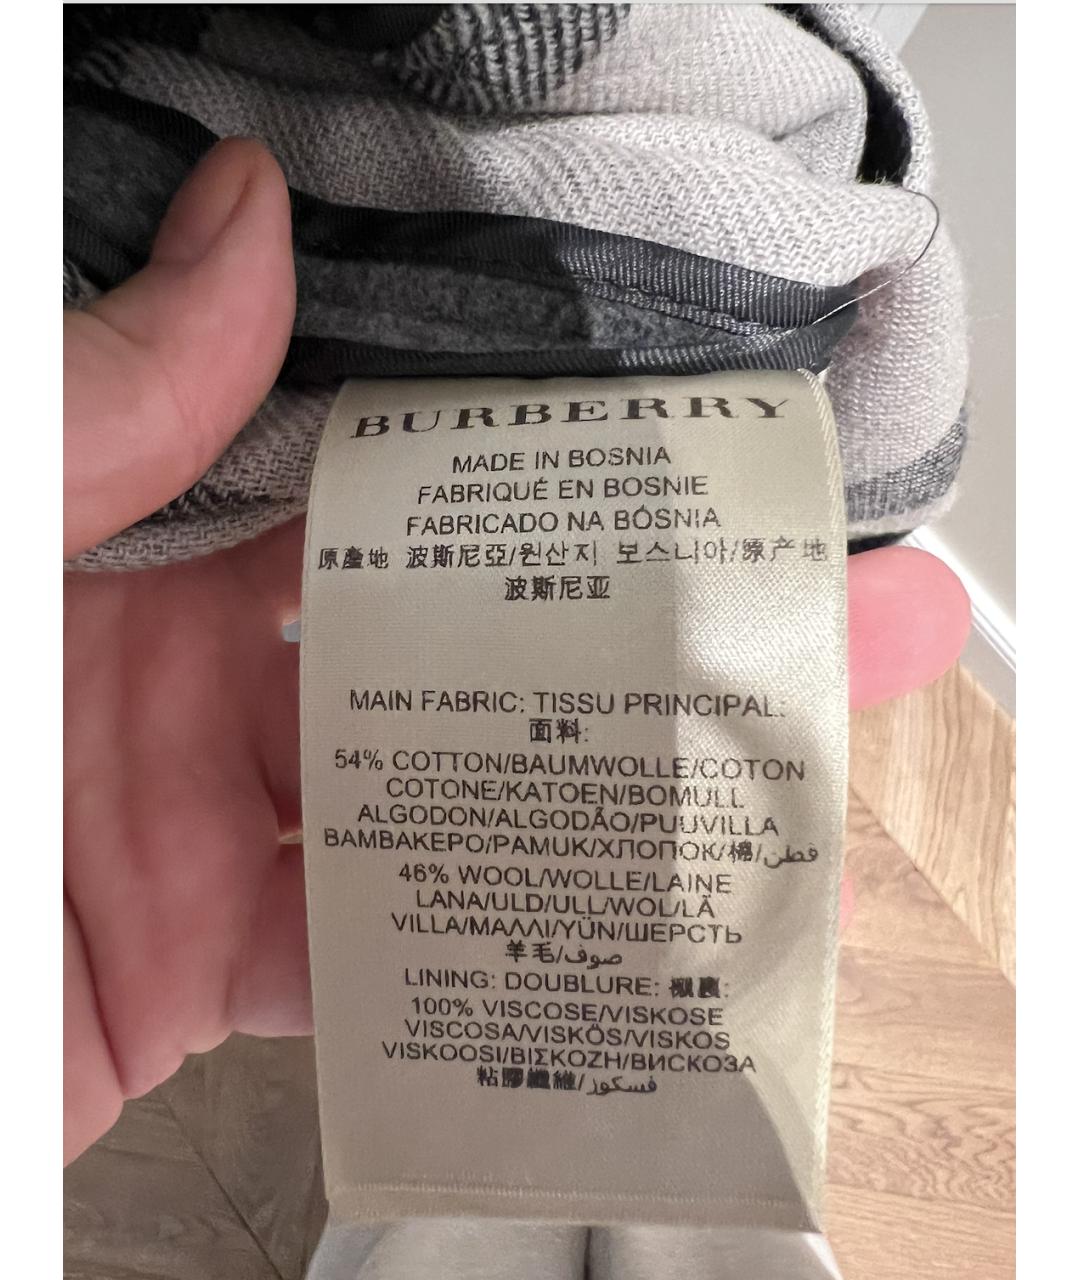 BURBERRY
MADE IN BOSNIA
FABRIQUÉ EN BOSNIE
FABRICADO NA BÓSNIA
原產地 波斯尼亞/원산지 보스니아/原产地
波斯尼亚
MAIN FABRIC: TISSU PRINCIPAL:
面料:
54% COTTON/BAUMWOLLE/COTON
COTONE/KATOEN/BOMULL
ALGODON/ALGODÃO/PUUVILLA
ΒΑΜΒΑΚΕΡΟ/PAMUK/ХЛОПОК/棉/قطن
46% WOOL/WOLLE/LAINE
LANA/ULD/ULL/WOL/LÃ
VILLA/ΜΑΛΛΙ/YÜN/ШЕРСТЬ
羊毛/صوف
LINING: DOUBLURE:
100% VISCOSE/VISKOSE
VISCOSA/VISKÓS/VISKOS
VISKOOSI/ΒΙΣΚΟΖΗ/ВИСКОЗА
粘膠纖維/فسكوز